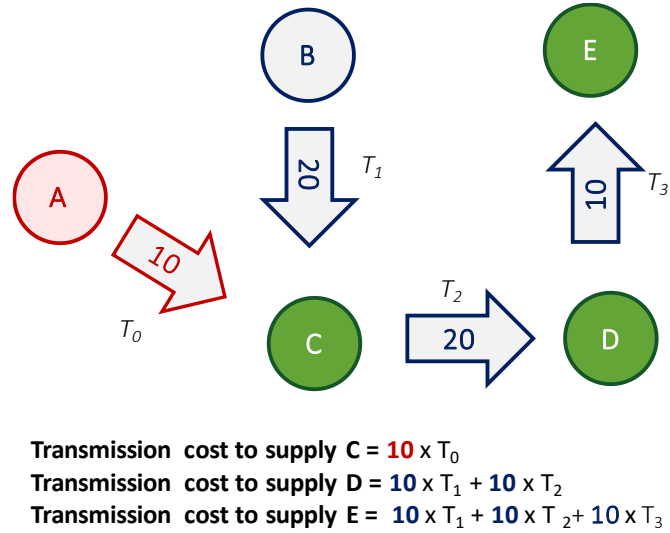 B
E
A
20
T1
10
T3
10
T0
T2
C
20
D
Transmission cost to supply C = 10 x T0
Transmission cost to supply D = 10 x T1 + 10 x T2
Transmission cost to supply E = 10 x T1 + 10 x T 2+ 10 x T3